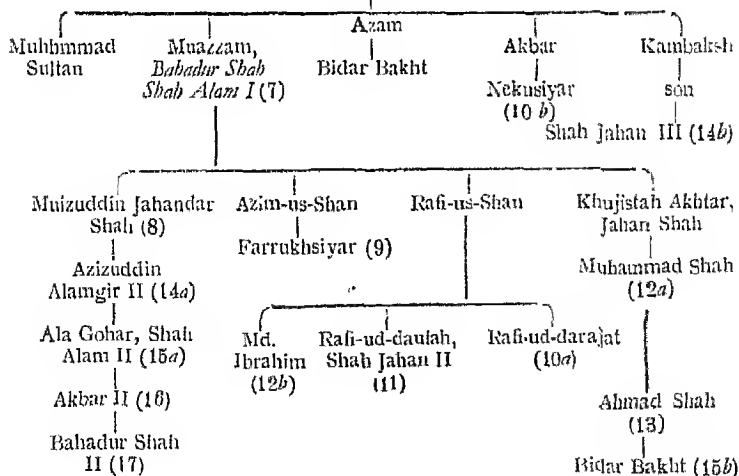 Azam
Muhbmmad Sultan
Muazzam, Bahadur Shah Shah Alam I (7)
Bidar Bakht
Akbar
Kambaksh
Nekusiyar (10 b)
son
Shah Jahan III (14b)
Muizuddin Jahandar Shah (8)
Azim-us-Shan
Rafi-us-Shan
Khujistah Akhtar, Jahan Shah
Farrukhsiyar (9)
Azizuddin Alamgir II (14a)
Muhammad Shah (12a)
Ala Gohar, Shah Alam II (15a)
Md. Ibrahim (12b)
Rafi-ud-daulah, Shah Jahan II (11)
Rafi-ud-darajat (10a)
Akbar II (16)
Ahmad Shah (13)
Bahadur Shah II (17)
Bidar Bakht (15b)